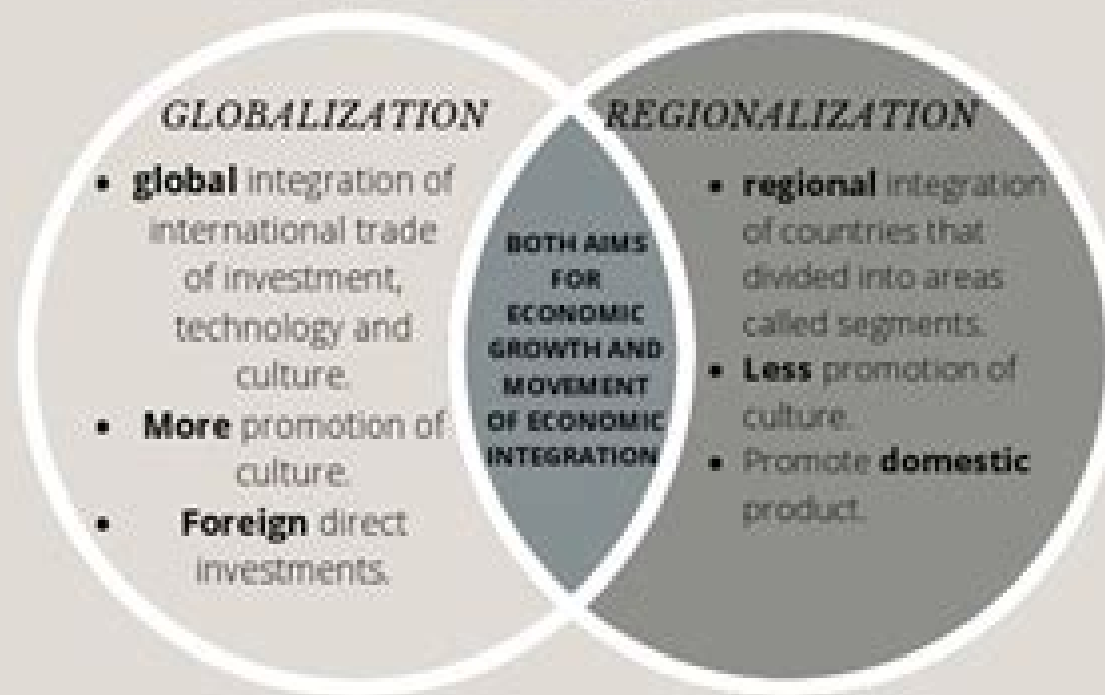 GLOBALIZATION
• global integration of
international trade
of investment,
technology and
culture.
• More promotion of
culture.
• Foreign direct
investments.
BOTH AIMS
FOR
ECONOMIC
GROWTH AND
MOVEMENT
OF ECONOMIC
INTEGRATION
REGIONALIZATION
• regional integration
of countries that
divided into areas
called segments.
• Less promotion of
culture.
• Promote domestic
product.